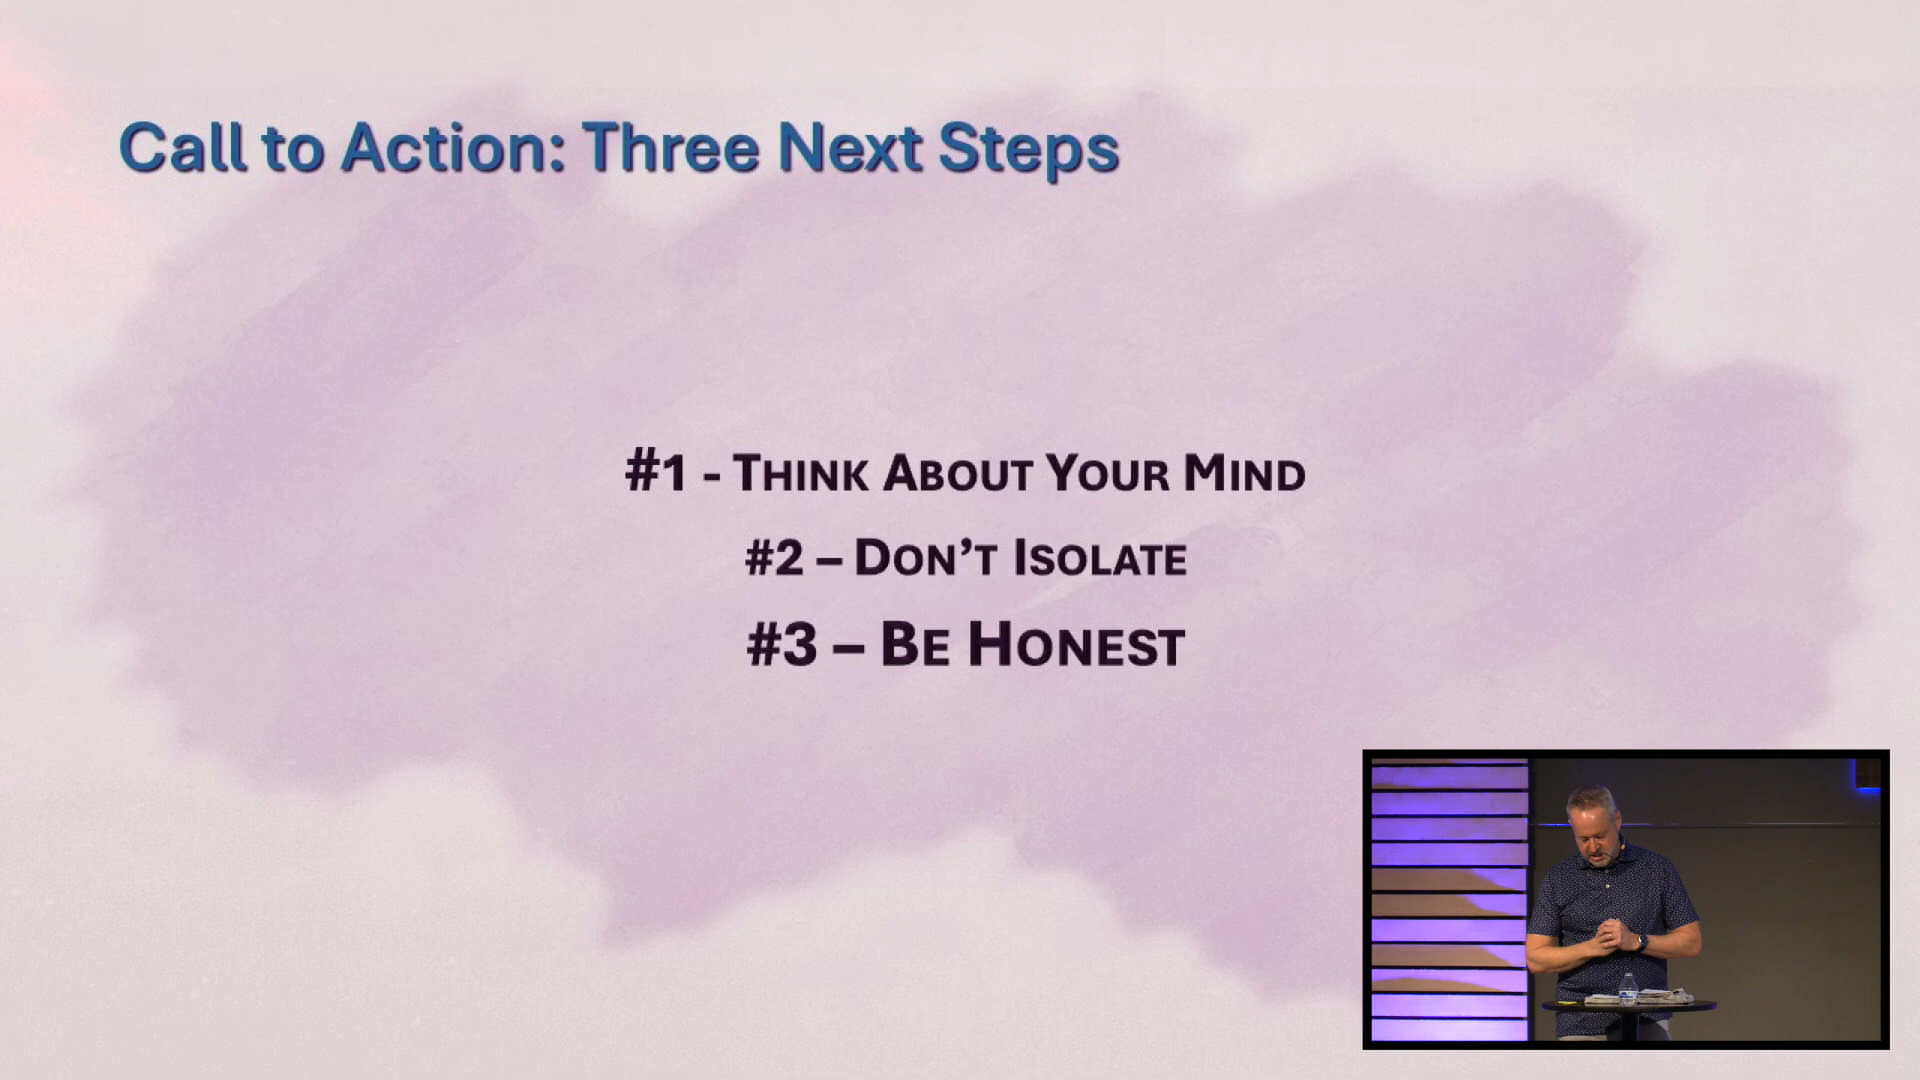 Call to Action: Three Next Steps
#1 - Think About Your Mind
#2 – Don’t Isolate
#3 – Be Honest